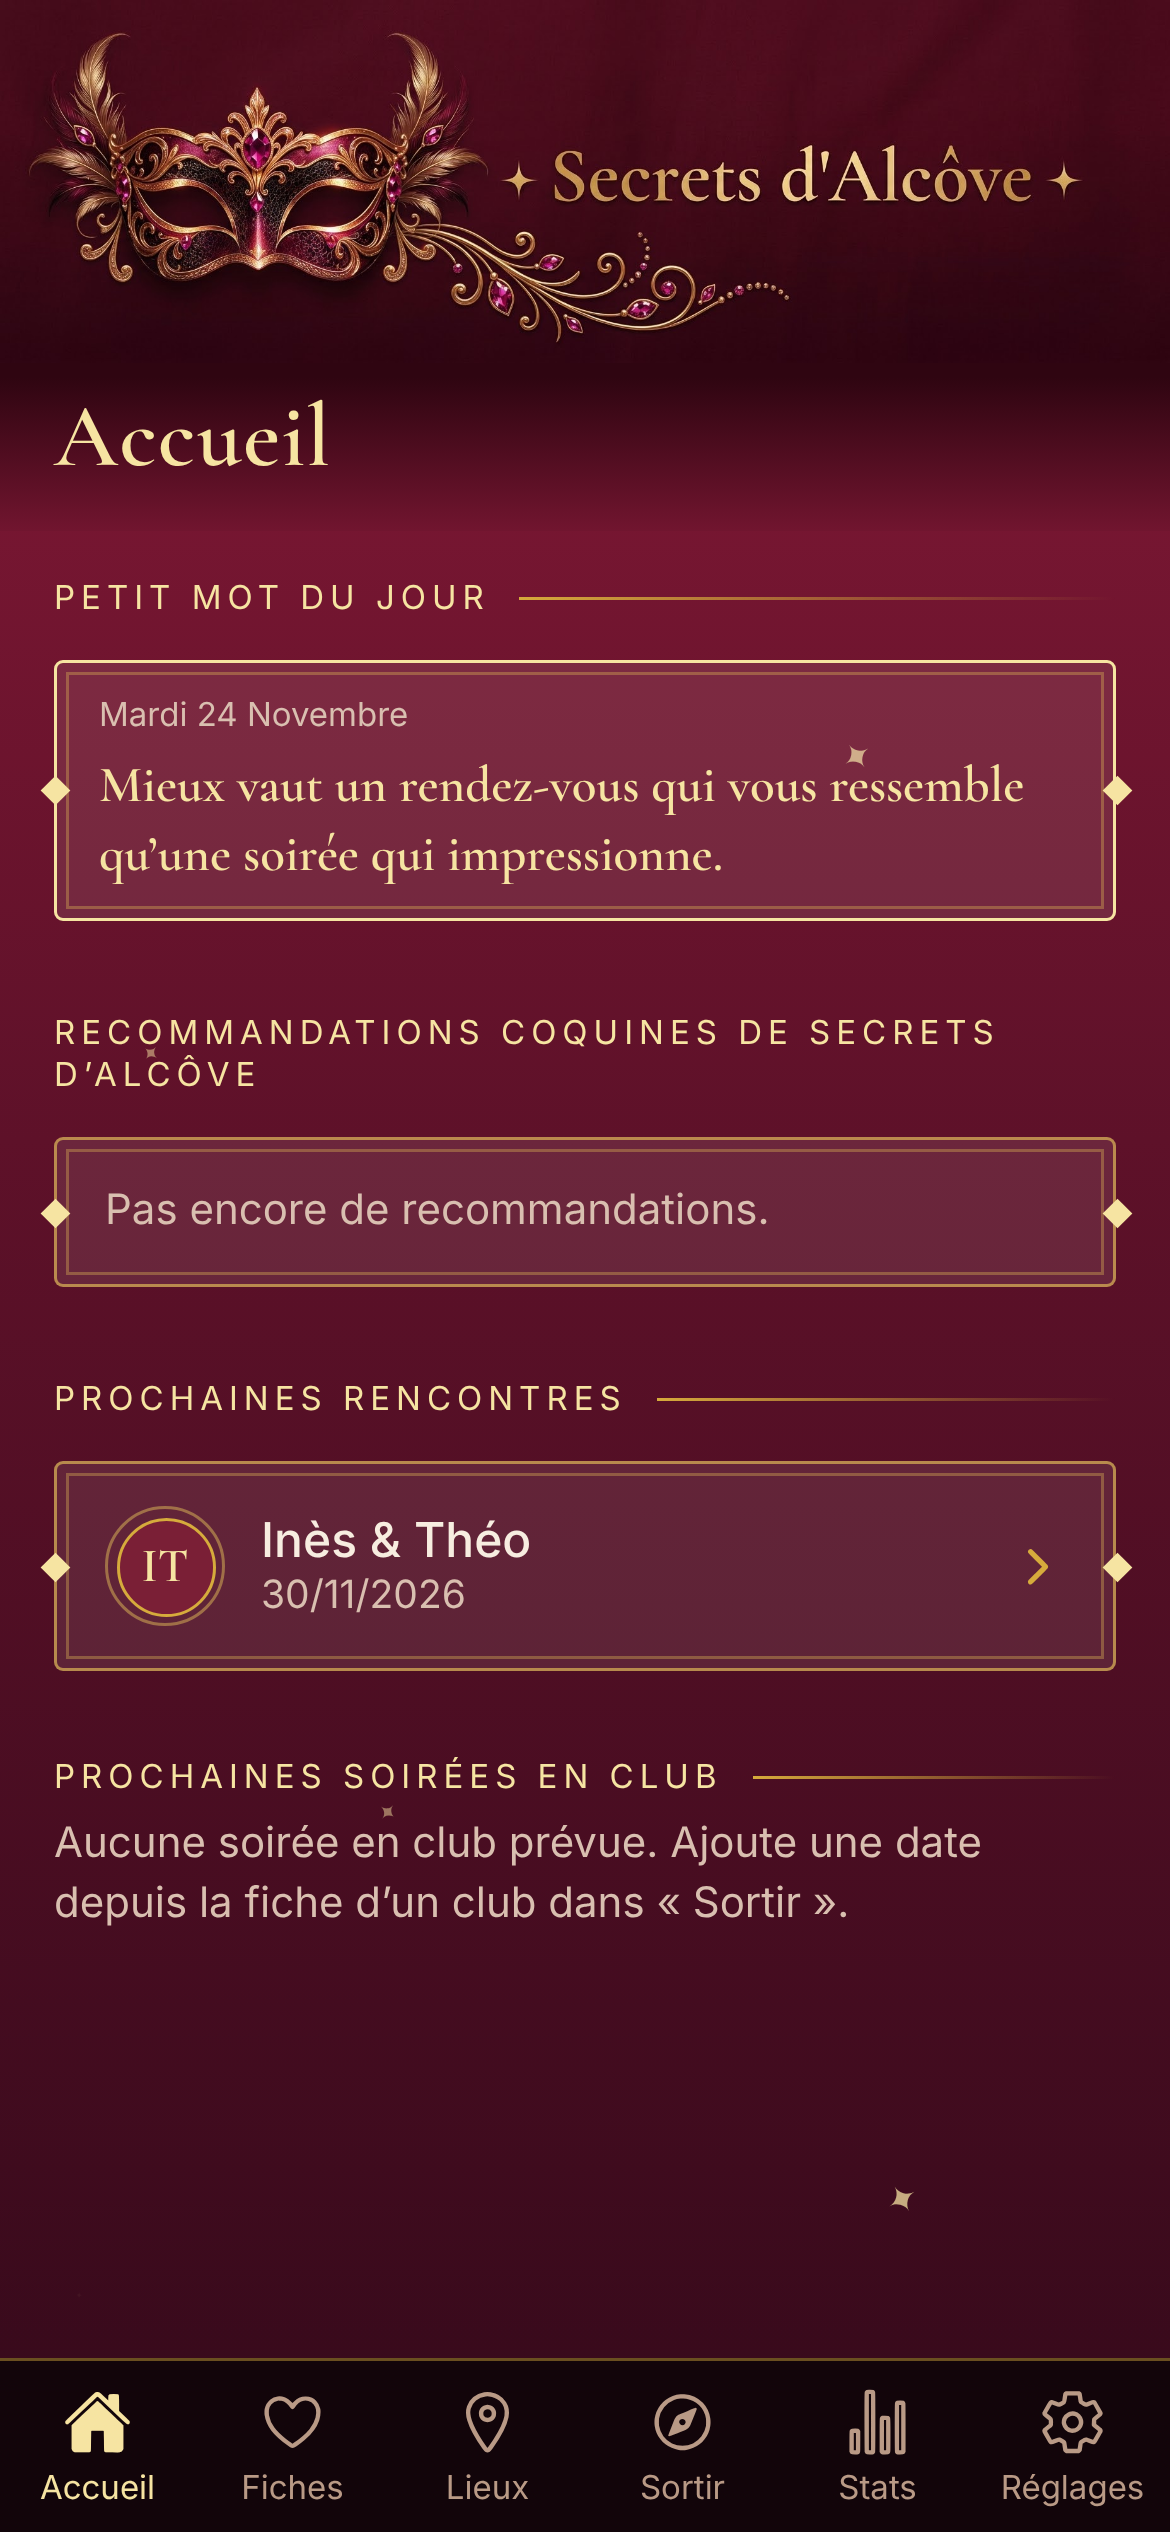 Secrets d'Alcôve
Accueil
PETIT MOT DU JOUR
Mardi 24 Novembre
Mieux vaut un rendez-vous qui vous ressemble
qu’une soirée qui impressionne.
RECOMMANDATIONS COQUINES DE SECRETS
D’ALCÔVE
Pas encore de recommandations.
PROCHAINES RENCONTRES
IT
Inès & Théo
30/11/2026
PROCHAINES SOIRÉES EN CLUB
Aucune soirée en club prévue. Ajoute une date
depuis la fiche d’un club dans « Sortir ».
Accueil
Fiches
Lieux
Sortir
Stats
Réglages